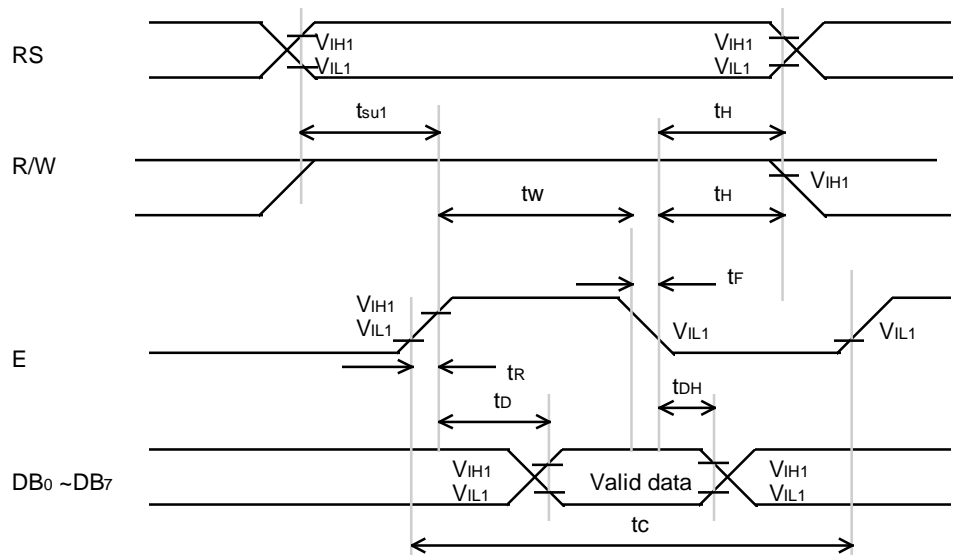 RS
VIH1
VIL1
VIH1
VIL1
tsu1
tH
R/W
VIH1
tw
tH
tF
VIH1
VIL1
VIL1
VIL1
E
tR
tD
tDH
DB0 ~DB7
VIH1
VIL1
Valid data
VIH1
VIL1
tc